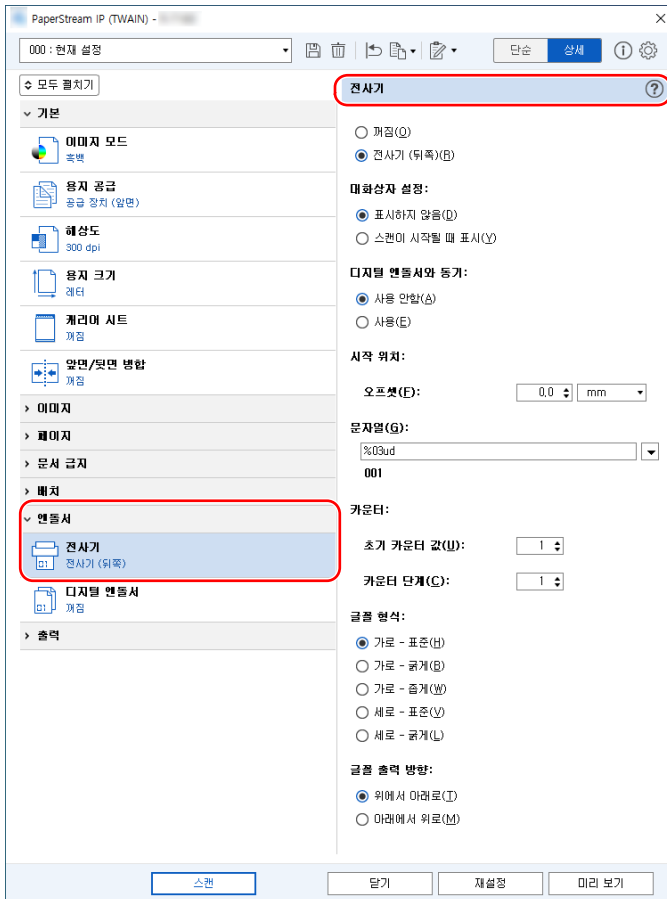 PaperStream IP (TWAIN) -
000 : 현재 설정
단순
상세
모두 펼치기
기본
이미지 모드
흑백
용지 공급
공급 장치 (앞면)
해상도
300 dpi
용지 크기
레터
캐리어 시트
꺼짐
앞면/뒷면 병합
꺼짐
이미지
페이지
문서 급지
배치
엔돌서
전사기
01
전사기 (뒤쪽)
디지털 엔돌서
01
꺼짐
출력
전사기
꺼짐(O)
전사기 (뒤쪽)(R)
대화상자 설정:
표시하지 않음(D)
스캔이 시작될 때 표시(Y)
디지털 엔돌서와 동기:
사용 안함(A)
사용(E)
시작 위치:
오프셋(F): 0,0 mm
문자열(G):
%03ud
001
카운터:
초기 카운터 값(U): 1
카운터 단계(C): 1
글꼴 형식:
가로 - 표준(H)
가로 - 굵게(B)
가로 - 좁게(W)
세로 - 표준(V)
세로 - 굵게(L)
글꼴 출력 방향:
위에서 아래로(T)
아래에서 위로(M)
스캔
닫기
재설정
미리 보기